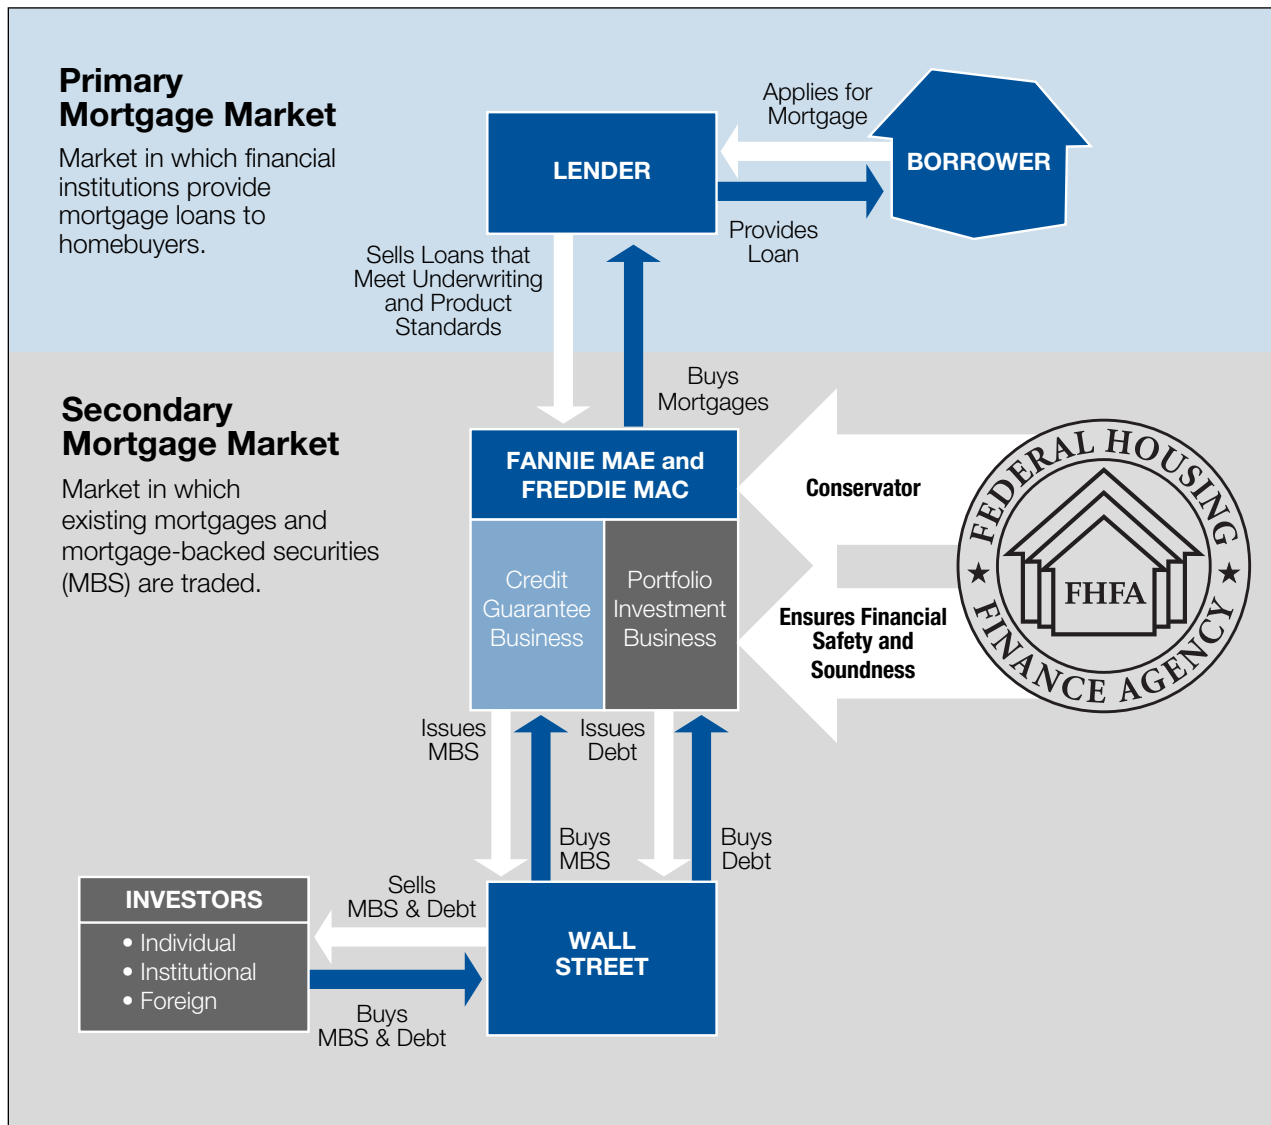 Primary
Mortgage Market
Market in which financial
institutions provide
mortgage loans to
homebuyers.
LENDER
Applies for
Mortgage
BORROWER
Provides
Loan
Sells Loans that
Meet Underwriting
and Product
Standards
Buys
Mortgages
Secondary
Mortgage Market
Market in which
existing mortgages and
mortgage-backed securities
(MBS) are traded.
FANNIE MAE and
FREDDIE MAC
Credit
Guarantee
Business
Portfolio
Investment
Business
Conservator
Ensures Financial
Safety and
Soundness
FEDERAL HOUSING
FHFA
★ FINANCE AGENCY ★
Issues
MBS
Issues
Debt
Buys
MBS
Buys
Debt
INVESTORS
• Individual
• Institutional
• Foreign
Sells
MBS & Debt
Buys
MBS & Debt
WALL
STREET